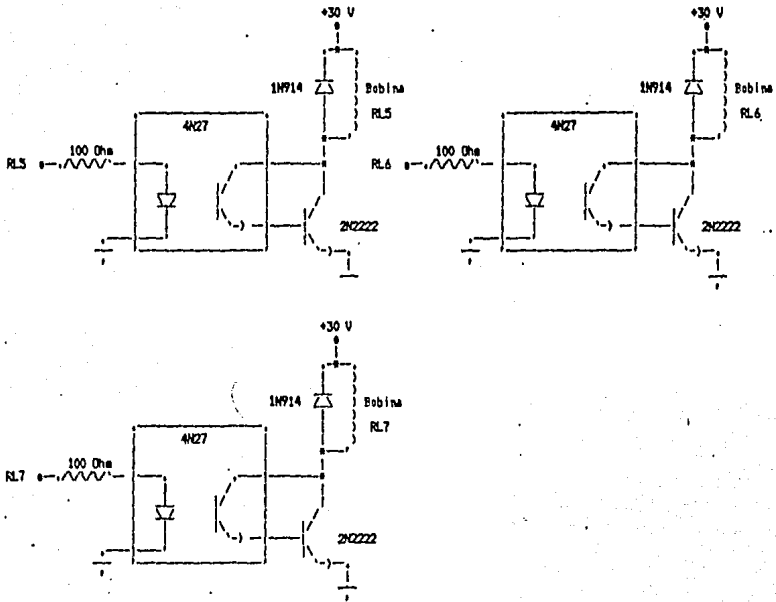 +30 V
1N914
Bobina
RL5
4N27
RL5
100 Ohm
2N2222
+30 V
1N914
Bobina
RL6
4N27
RL6
100 Ohm
2N2222
+30 V
1N914
Bobina
RL7
4N27
RL7
100 Ohm
2N2222